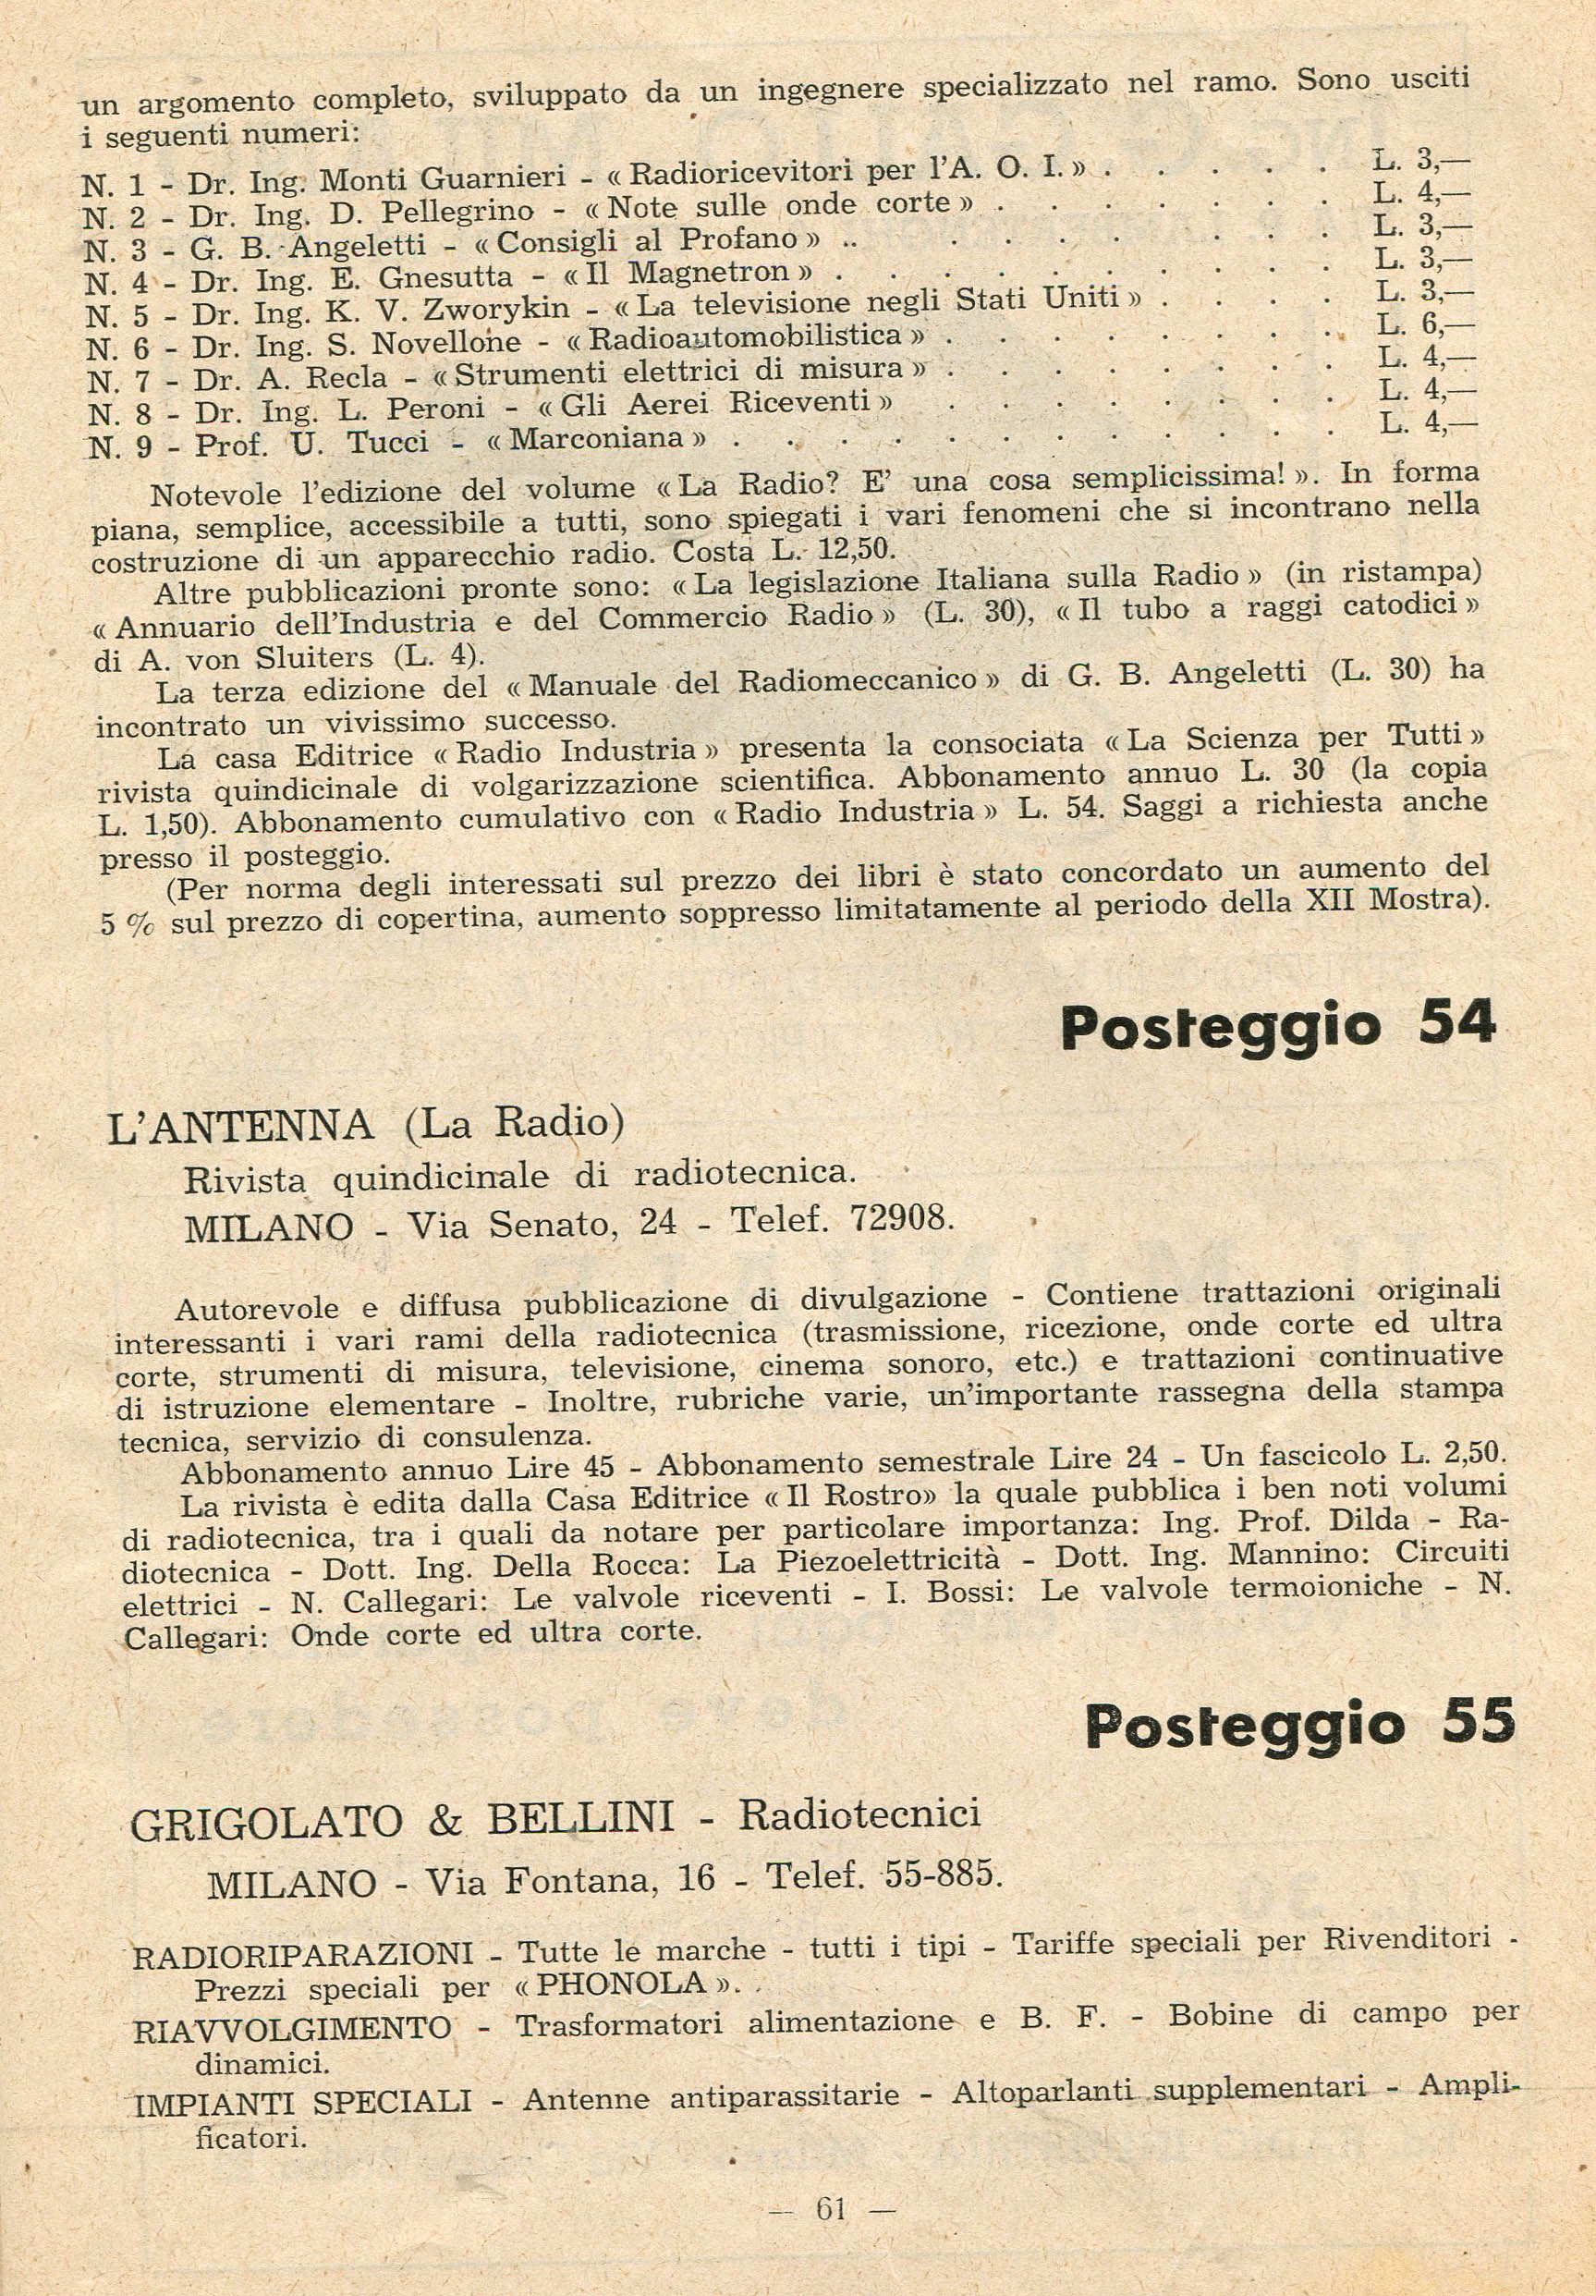 un argomento completo, sviluppato da un ingegnere specializzato nel ramo. Sono usciti
i seguenti numeri:
N. 1 - Dr. Ing. Monti Guarnieri - « Radioricevitori per l'A. O. I. » . . . . . L. 3,—
N. 2 - Dr. Ing. D. Pellegrino - « Note sulle onde corte » . . . . . . . L. 4,—
N. 3 - G. B. Angeletti - « Consigli al Profano » .. . . . . . . . L. 3,—
N. 4 - Dr. Ing. E. Gnesutta - « Il Magnetron » . . . . . . . . . . L. 3,—
N. 5 - Dr. Ing. K. V. Zworykin - « La televisione negli Stati Uniti » . . . . L. 3,—
N. 6 - Dr. Ing. S. Novellone - « Radioautomobilistica » . . . . . . . . L. 6,—
N. 7 - Dr. A. Recla - « Strumenti elettrici di misura » . . . . . . . . L. 4,—
N. 8 - Dr. Ing. L. Peroni - « Gli Aerei Riceventi » . . . . . . . . L. 4,—
N. 9 - Prof. U. Tucci - « Marconiana » . . . . . . . . . . . . L. 4,—
Notevole l'edizione del volume « La Radio? E' una cosa semplicissima! ». In forma
piana, semplice, accessibile a tutti, sono spiegati i vari fenomeni che si incontrano nella
costruzione di un apparecchio radio. Costa L. 12,50.
Altre pubblicazioni pronte sono: « La legislazione Italiana sulla Radio » (in ristampa)
« Annuario dell'Industria e del Commercio Radio » (L. 30), « Il tubo a raggi catodici »
di A. von Sluiters (L. 4).
La terza edizione del « Manuale del Radiomeccanico » di G. B. Angeletti (L. 30) ha
incontrato un vivissimo successo.
La casa Editrice « Radio Industria » presenta la consociata « La Scienza per Tutti »
rivista quindicinale di volgarizzazione scientifica. Abbonamento annuo L. 30 (la copia
L. 1,50). Abbonamento cumulativo con « Radio Industria » L. 54. Saggi a richiesta anche
presso il posteggio.
(Per norma degli interessati sul prezzo dei libri è stato concordato un aumento del
5 % sul prezzo di copertina, aumento soppresso limitatamente al periodo della XII Mostra).
Posteggio 54
L'ANTENNA (La Radio)
Rivista quindicinale di radiotecnica.
MILANO - Via Senato, 24 - Telef. 72908.
Autorevole e diffusa pubblicazione di divulgazione - Contiene trattazioni originali
interessanti i vari rami della radiotecnica (trasmissione, ricezione, onde corte ed ultra
corte, strumenti di misura, televisione, cinema sonoro, etc.) e trattazioni continuative
di istruzione elementare - Inoltre, rubriche varie, un'importante rassegna della stampa
tecnica, servizio di consulenza.
Abbonamento annuo Lire 45 - Abbonamento semestrale Lire 24 - Un fascicolo L. 2,50.
La rivista è edita dalla Casa Editrice « Il Rostro» la quale pubblica i ben noti volumi
di radiotecnica, tra i quali da notare per particolare importanza: Ing. Prof. Dilda - Ra-
diotecnica - Dott. Ing. Della Rocca: La Piezoelettricità - Dott. Ing. Mannino: Circuiti
elettrici - N. Callegari: Le valvole riceventi - I. Bossi: Le valvole termoioniche - N.
Callegari: Onde corte ed ultra corte.
Posteggio 55
GRIGOLATO & BELLINI - Radiotecnici
MILANO - Via Fontana, 16 - Telef. 55-885.
RADIORIPARAZIONI - Tutte le marche - tutti i tipi - Tariffe speciali per Rivenditori -
Prezzi speciali per « PHONOLA ».
RIAVVOLGIMENTO - Trasformatori alimentazione e B. F. - Bobine di campo per
dinamici.
IMPIANTI SPECIALI - Antenne antiparassitarie - Altoparlanti supplementari - Ampli-
ficatori.
— 61 —